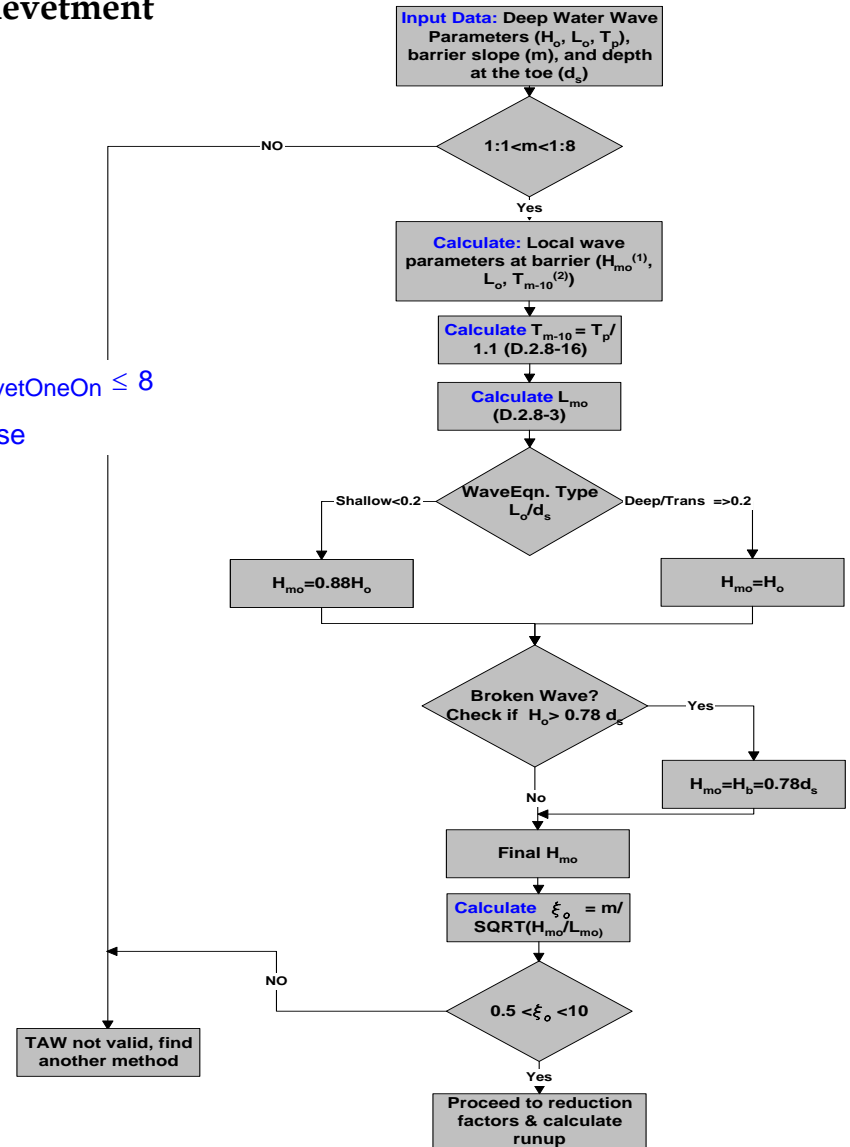 evetment
Input Data: Deep Water Wave
Parameters (Ho, Lo, Tp),
barrier slope (m), and depth
at the toe (ds)
1:1<m<1:8
NO
Yes
Calculate: Local wave
parameters at barrier (Hmo(1),
Lo, Tm-10(2))
Calculate Tm-10 = Tp/
1.1 (D.2.8-16)
vetOneOn ≤ 8
se
Calculate Lmo
(D.2.8-3)
WaveEqn. Type
Lo/ds
Shallow<0.2
Deep/Trans =>0.2
Hmo=0.88Ho
Hmo=Ho
Broken Wave?
Check if Ho> 0.78 ds
Yes
Hmo=Hb=0.78ds
No
Final Hmo
Calculate ξo = m/
SQRT(Hmo/Lmo)
NO
0.5 <ξo <10
TAW not valid, find
another method
Yes
Proceed to reduction
factors & calculate
runup